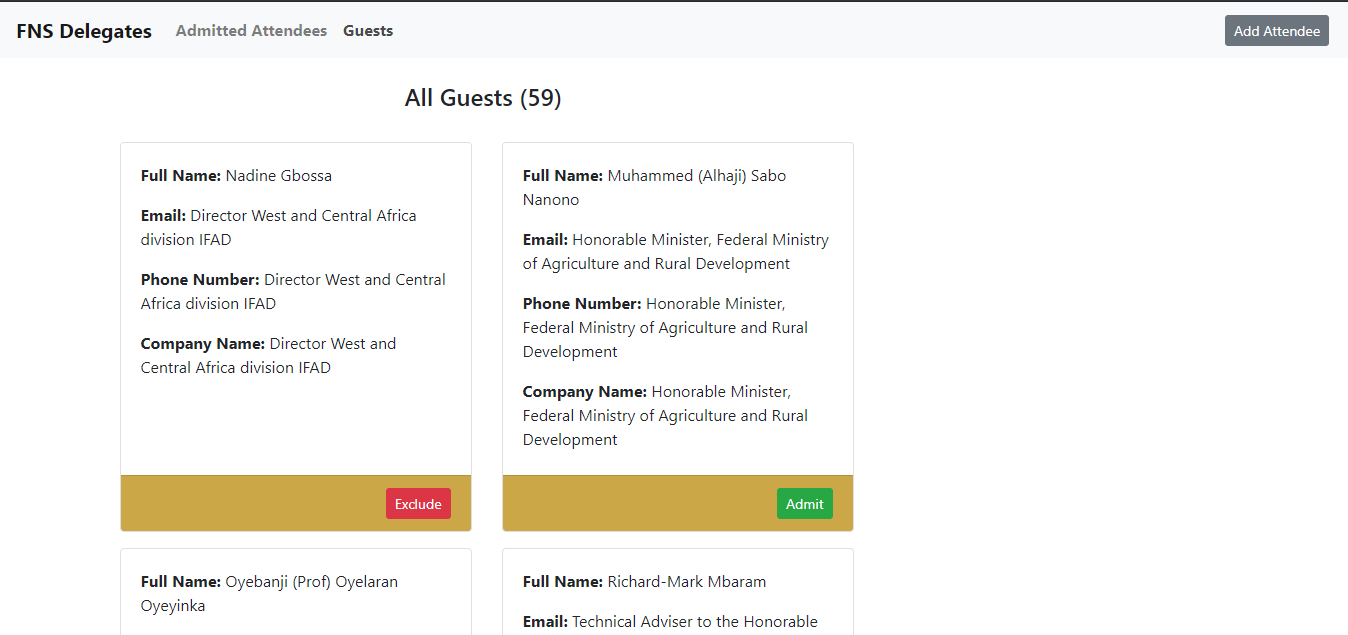 FNS Delegates Admitted Attendees Guests Add Attendee
All Guests (59)
Full Name: Nadine Gbossa
Email: Director West and Central Africa
division IFAD
Phone Number: Director West and Central
Africa division IFAD
Company Name: Director West and
Central Africa division IFAD
Exclude
Full Name: Muhammed (Alhaji) Sabo
Nanono
Email: Honorable Minister, Federal Ministry
of Agriculture and Rural Development
Phone Number: Honorable Minister,
Federal Ministry of Agriculture and Rural
Development
Company Name: Honorable Minister,
Federal Ministry of Agriculture and Rural
Development
Admit
Full Name: Oyebanji (Prof) Oyelaran
Oyeyinka
Full Name: Richard-Mark Mbaram
Email: Technical Adviser to the Honorable